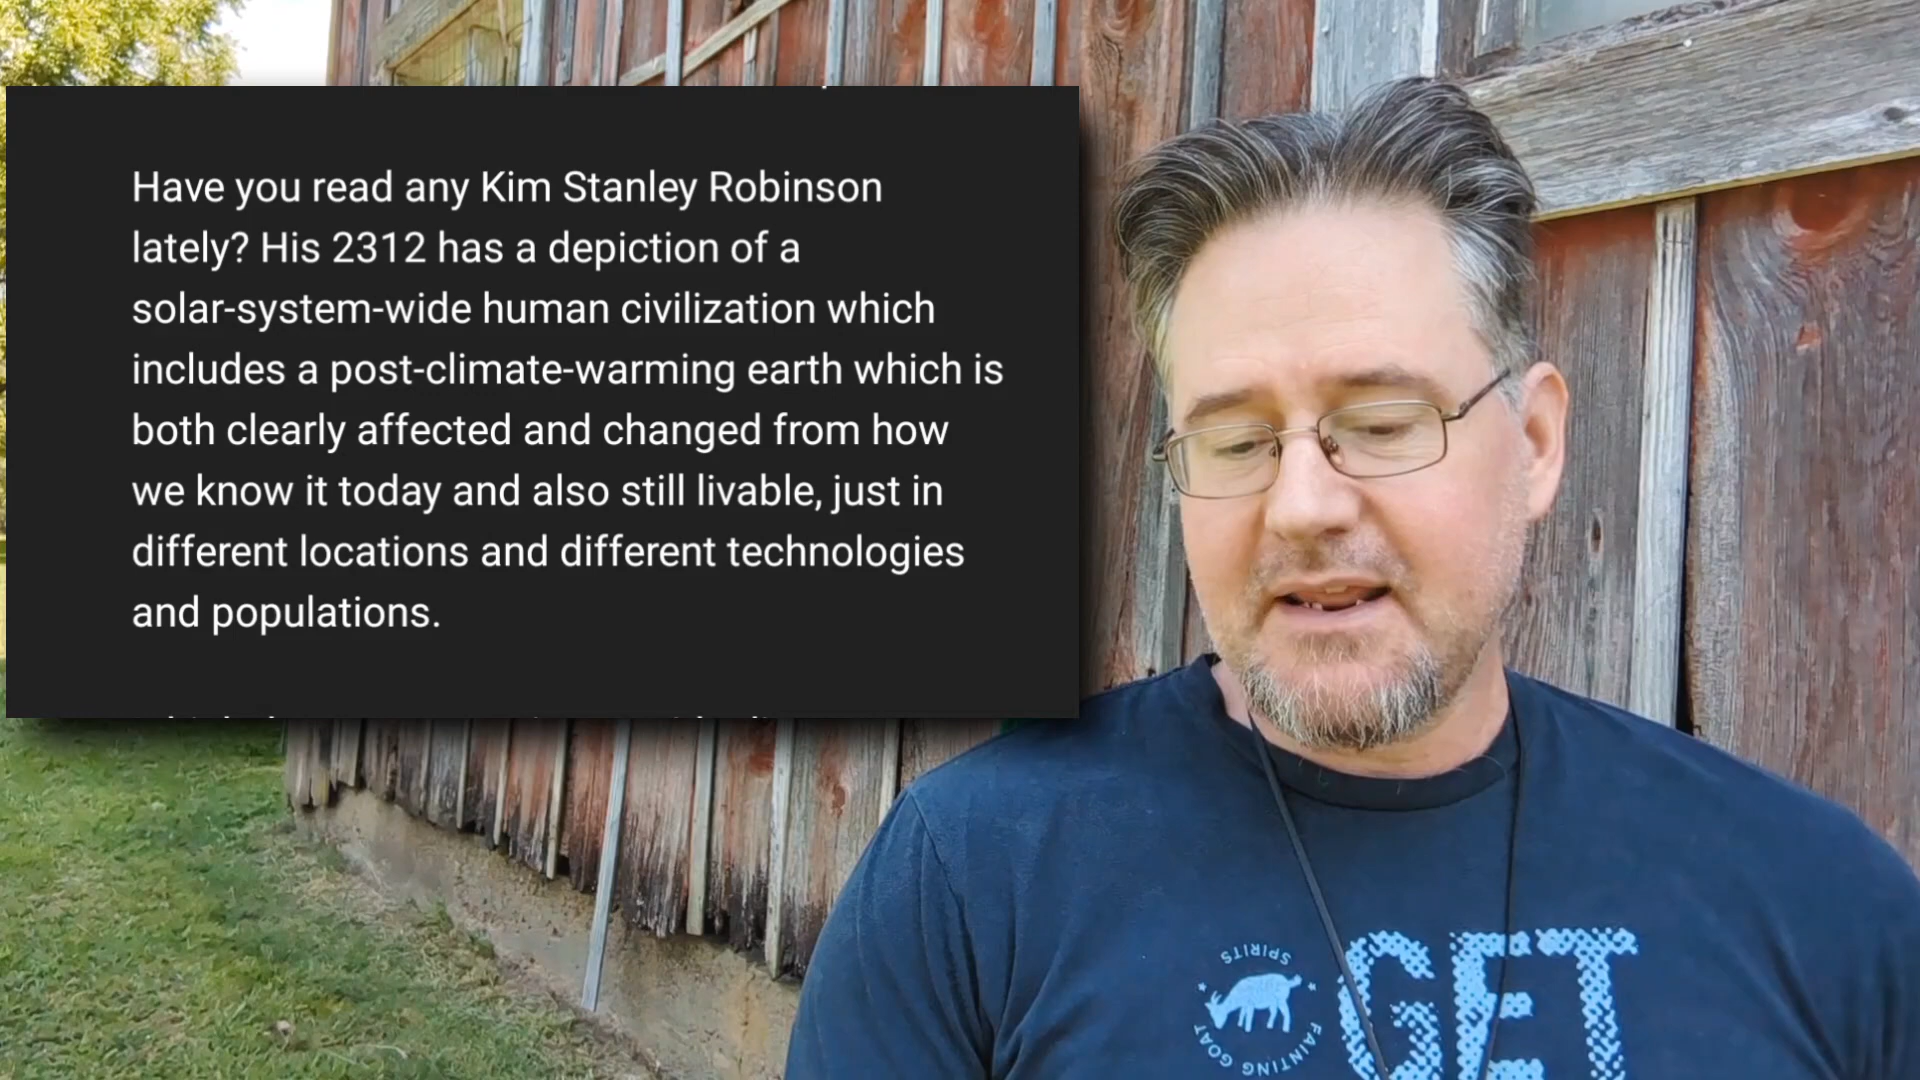 Have you read any Kim Stanley Robinson
lately? His 2312 has a depiction of a
solar-system-wide human civilization which
includes a post-climate-warming earth which is
both clearly affected and changed from how
we know it today and also still livable, just in
different locations and different technologies
and populations.
SPIRITS
FAINTING GOAT
GET